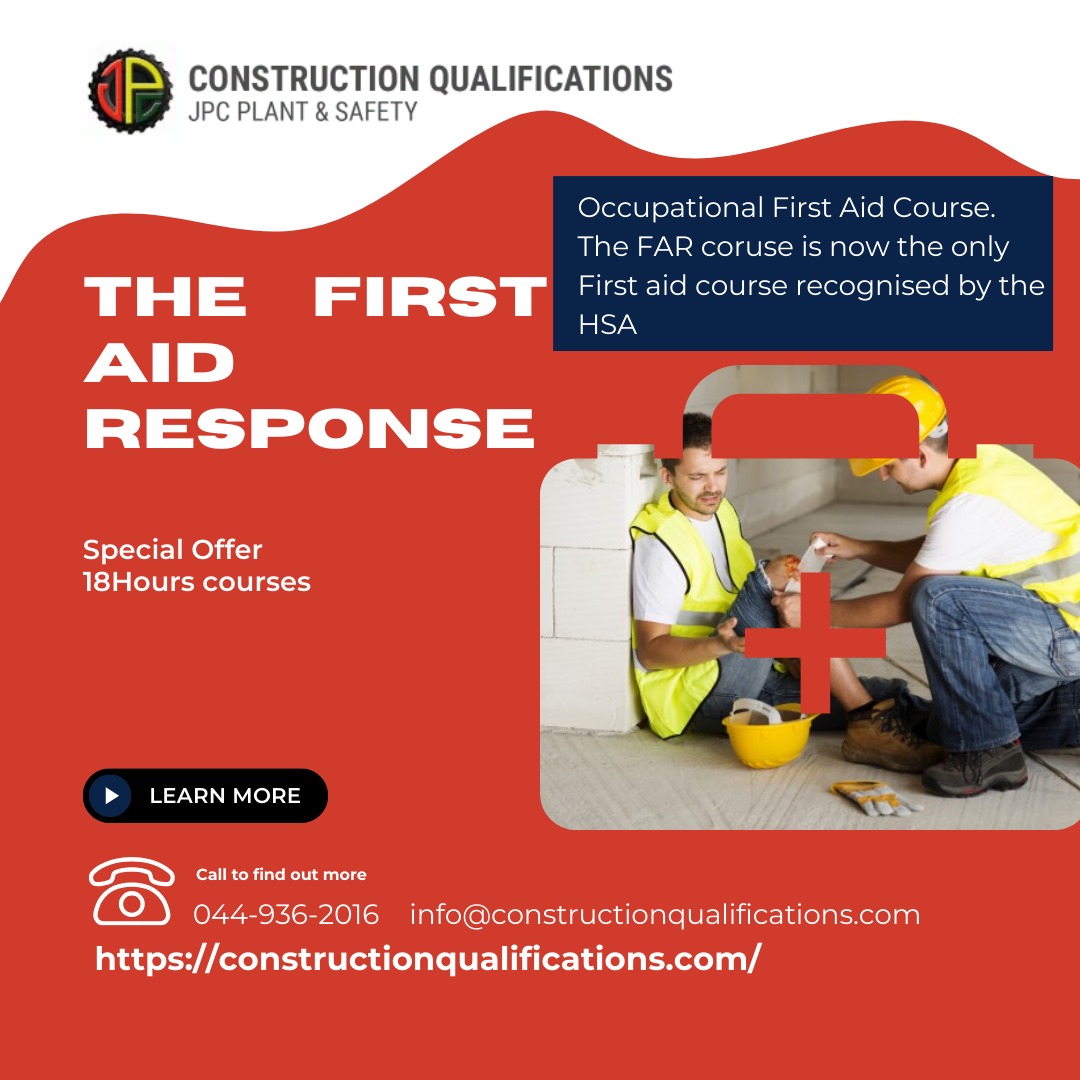 JPC
CONSTRUCTION QUALIFICATIONS
JPC PLANT & SAFETY
Occupational First Aid Course.
The FAR coruse is now the only
First aid course recognised by the
HSA
THE FIRST
AID
RESPONSE
Special Offer
18Hours courses
LEARN MORE
Call to find out more
044-936-2016 info@constructionqualifications.com
https://constructionqualifications.com/